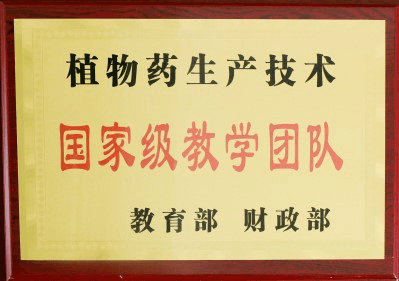 植物药生产技术
国家级教学团队
教育部 财政部